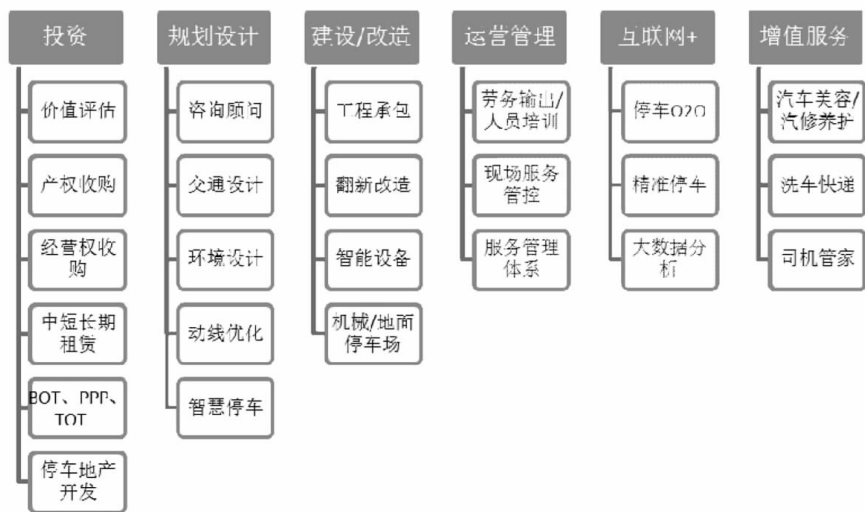 投资
价值评估
产权收购
经营权收
购
中短长期
租赁
BOT、PPP、
TOT
停车地产
开发
规划设计
咨询顾问
交通设计
环境设计
动线优化
智慧停车
建设/改造
工程承包
翻新改造
智能设备
机械/地面
停车场
运营管理
劳务输出/
人员培训
现场服务
管控
服务管理
体系
互联网+
停车O2O
精准停车
大数据分
析
增值服务
汽车美容/
汽修养护
洗车快递
司机管家